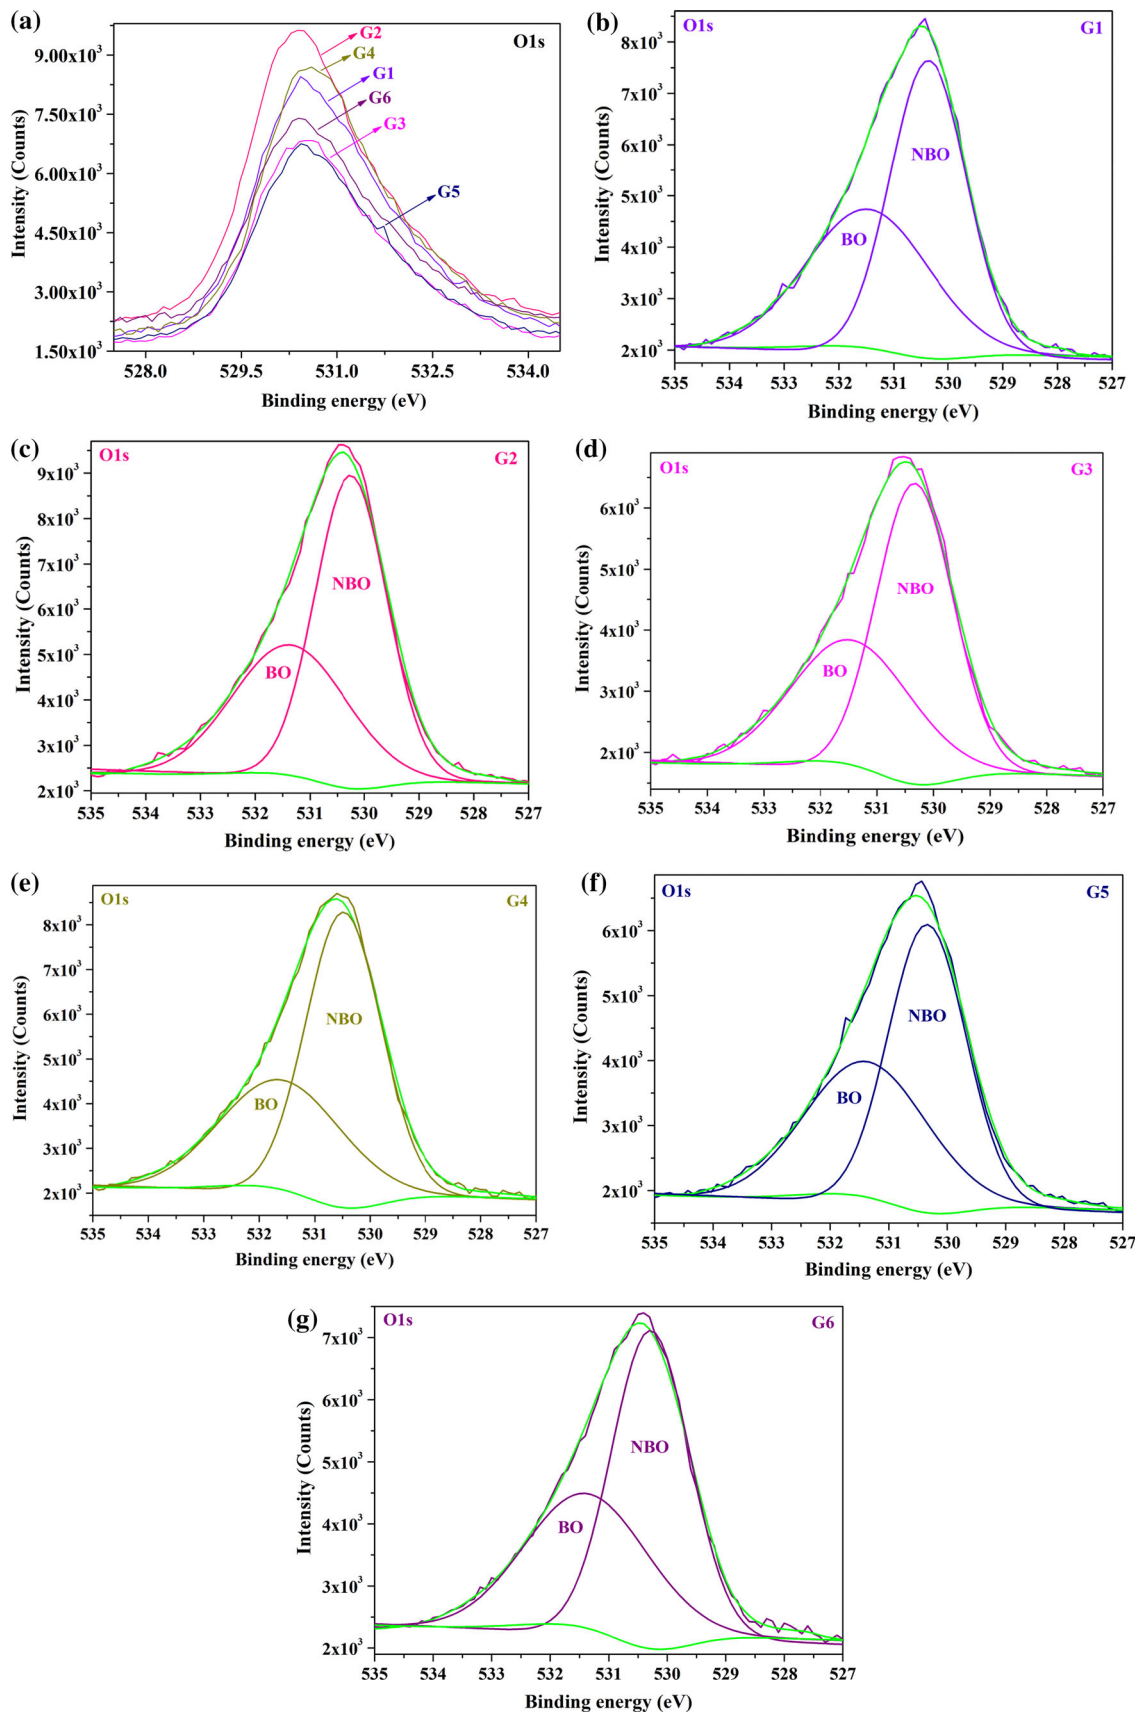 (a)
O1s
G2
G4
G1
G6
G3
G5
9.00x10³
7.50x10³
6.00x10³
4.50x10³
3.00x10³
1.50x10³
528.0 529.5 531.0 532.5 534.0
Intensity (Counts)
Binding energy (eV)
(b)
O1s
G1
NBO
BO
8x10³
7x10³
5x10³
4x10³
3x10³
2x10³
535 534 533 532 531 530 529 528 527
Intensity (Counts)
Binding energy (eV)
(c)
O1s
G2
NBO
BO
9x10³
7x10³
6x10³
5x10³
4x10³
3x10³
2x10³
535 534 533 532 531 530 529 528 527
Intensity (Counts)
Binding energy (eV)
(d)
O1s
G3
NBO
BO
6x10³
5x10³
4x10³
3x10³
2x10³
535 534 533 532 531 530 529 528 527
Intensity (Counts)
Binding energy (eV)
(e)
O1s
G4
NBO
BO
8x10³
7x10³
6x10³
4x10³
4x10³
3x10³
2x10³
535 534 533 532 531 530 529 528 527
Intensity (Counts)
Binding energy (eV)
(f)
O1s
G5
NBO
BO
6x10³
5x10³
4x10³
3x10³
2x10³
535 534 533 532 531 530 529 528 527
Intensity (Counts)
Binding energy (eV)
(g)
O1s
G6
NBO
BO
7x10³
6x10³
5x10³
4x10³
3x10³
2x10³
535 534 533 532 531 530 529 528 527
Intensity (Counts)
Binding energy (eV)